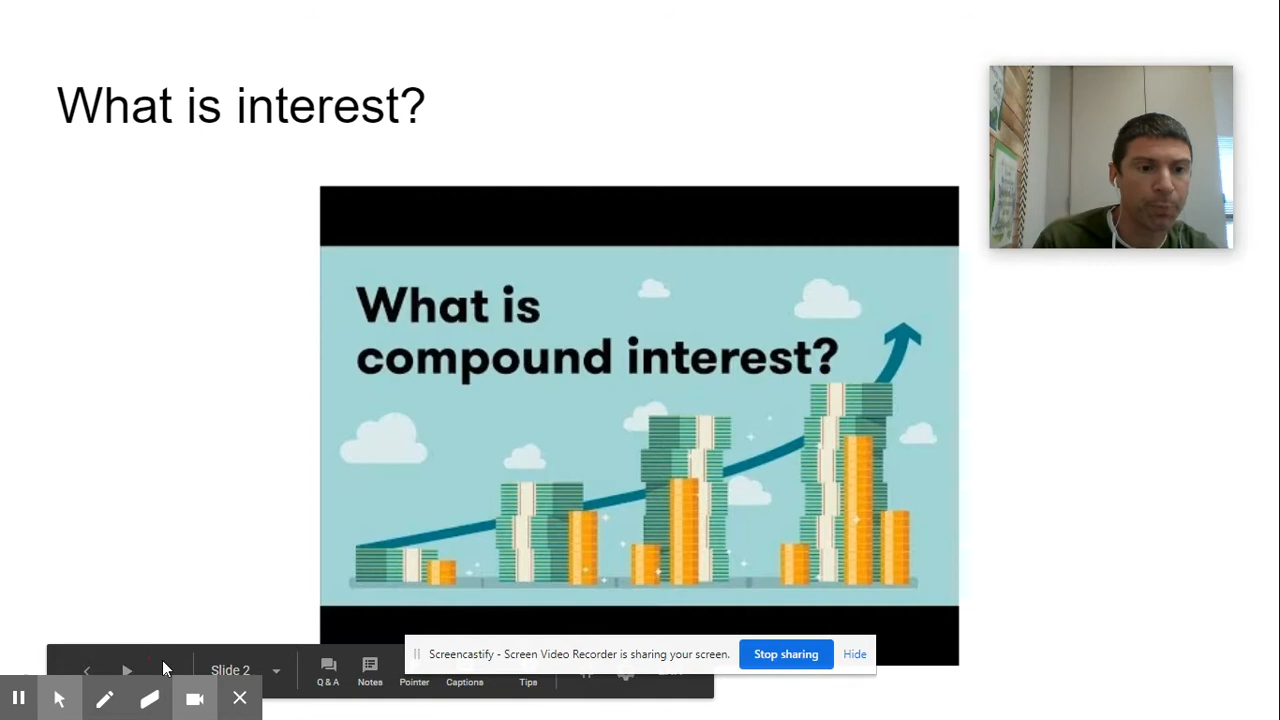 What is interest?
What is
compound interest?
Screencastify - Screen Video Recorder is sharing your screen.
Stop sharing
Hide
Slide 2
Q & A
Notes
Pointer
Captions
Tips